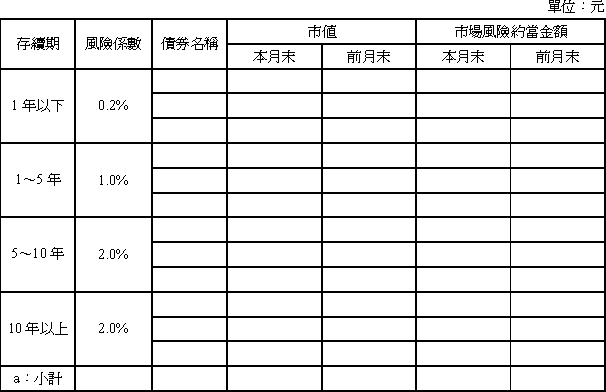 單位：元
存續期 風險係數 債券名稱 市值 市場風險約當金額
本月末 前月末 本月末 前月末
1 年以下 0.2%
1～5 年 1.0%
5～10 年 2.0%
10 年以上 2.0%
a：小計